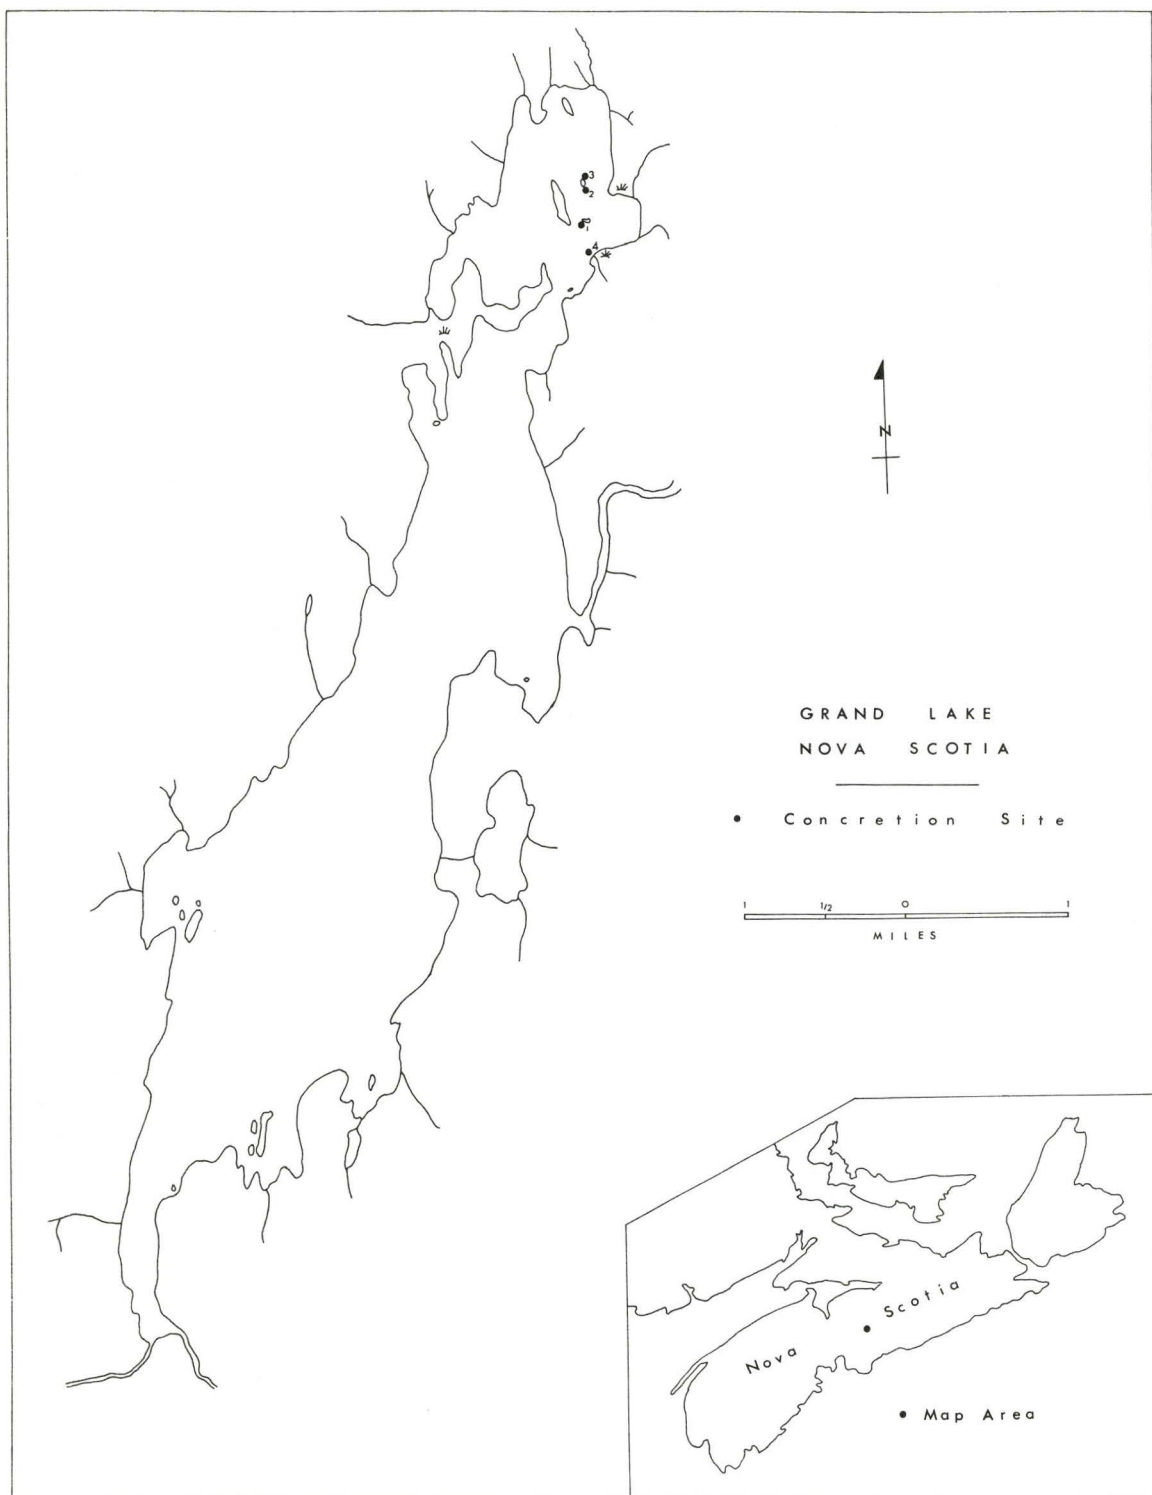 3
2
1
4
N
GRAND LAKE
NOVA SCOTIA
• Concretion Site
1 1/2 0 1
MILES
Nova Scotia
• Map Area